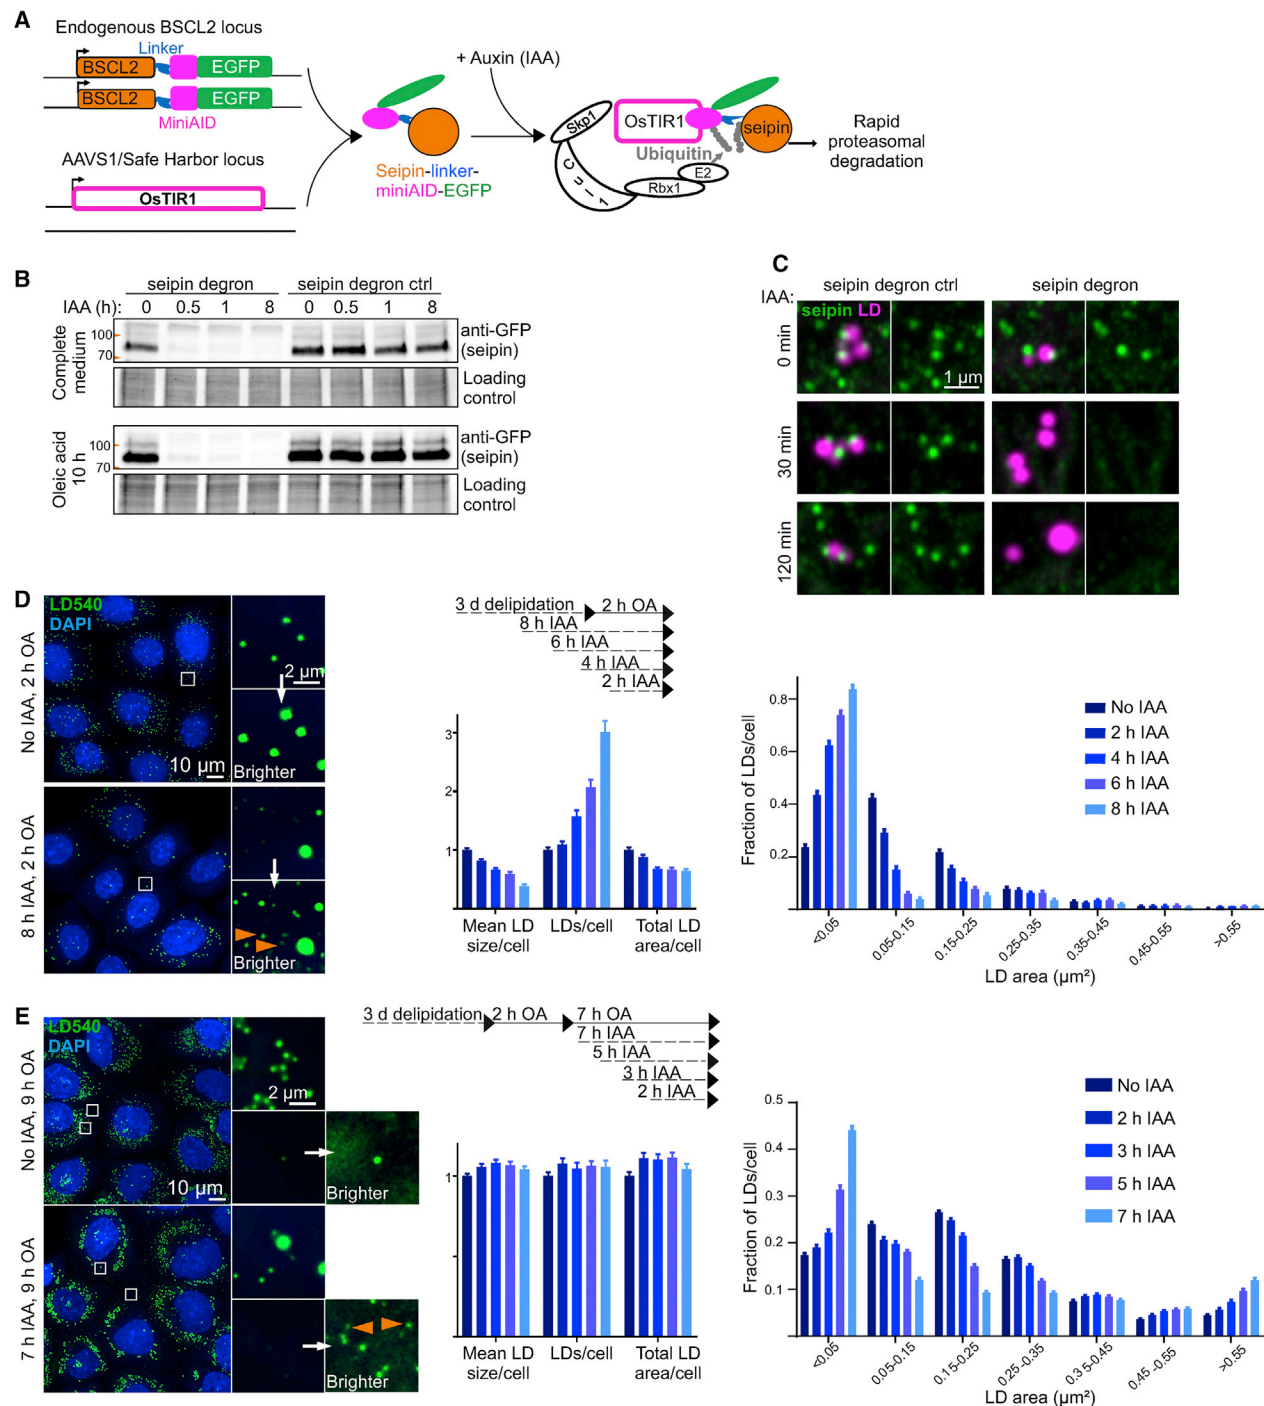 A
Endogenous BSCL2 locus
Linker
BSCL2
EGFP
BSCL2
EGFP
MiniAID
AAVS1/Safe Harbor locus
OsTIR1
Seipin-linker-
miniAID-EGFP
+ Auxin (IAA)
Skp1
OsTIR1
seipin
Ubiquitin
E2
Rbx1
Cul1
Rapid
proteasomal
degradation
B
seipin degron
seipin degron ctrl
IAA (h):
0 0.5 1 8 0 0.5 1 8
Complete
medium
100
70
anti-GFP
(seipin)
Loading
control
Oleic acid
10 h
100
70
anti-GFP
(seipin)
Loading
control
C
seipin degron ctrl
seipin degron
IAA:
seipin LD
0 min
1 µm
30 min
120 min
D
LD540
DAPI
No IAA, 2 h OA
10 µm
2 µm
Brighter
8 h IAA, 2 h OA
Brighter
3 d delipidation
2 h OA
8 h IAA
6 h IAA
4 h IAA
2 h IAA
3
2
1
Mean LD
size/cell
LDs/cell
Total LD
area/cell
Fraction of LDs/cell
0.8
0.6
0.4
0.2
No IAA
2 h IAA
4 h IAA
6 h IAA
8 h IAA
<0.05
0.05-0.15
0.15-0.25
0.25-0.35
0.35-0.45
0.45-0.55
>0.55
LD area (µm²)
E
LD540
DAPI
No IAA, 9 h OA
10 µm
2 µm
Brighter
7 h IAA, 9 h OA
Brighter
3 d delipidation
2 h OA
7 h OA
7 h IAA
5 h IAA
3 h IAA
2 h IAA
1
Mean LD
size/cell
LDs/cell
Total LD
area/cell
Fraction of LDs/cell
0.5
0.4
0.3
0.2
0.1
No IAA
2 h IAA
3 h IAA
5 h IAA
7 h IAA
<0.05
0.05-0.15
0.15-0.25
0.25-0.35
0.35-0.45
0.45 -0.55
>0.55
LD area (µm²)